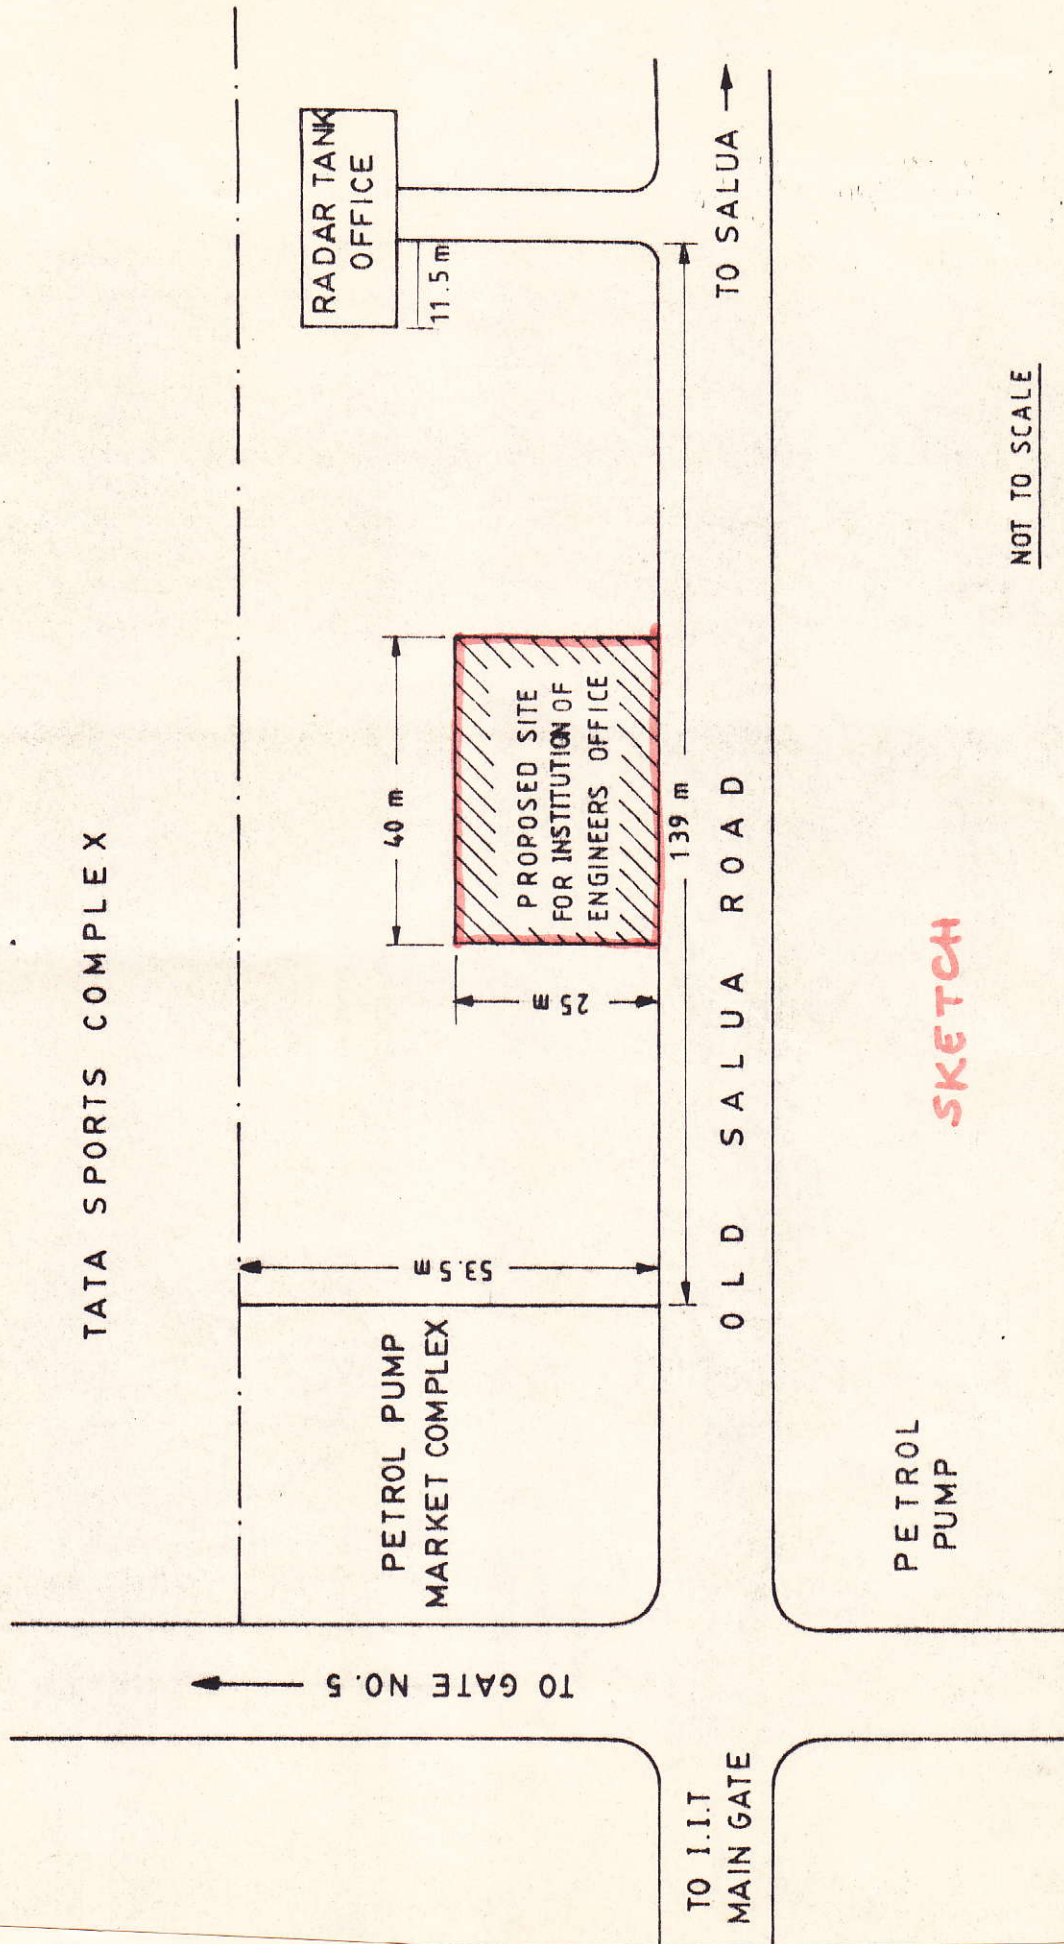 TATA SPORTS COMPLEX
RADAR TANK
OFFICE
11.5 m
40 m
25 m
53.5 m
PETROL PUMP
MARKET COMPLEX
PROPOSED SITE
FOR INSTITUTION OF
ENGINEERS OFFICE
139 m
TO GATE NO. 5
TO I.I.T
MAIN GATE
OLD SALUA ROAD
TO SALUA
PETROL
PUMP
SKETCH
NOT TO SCALE